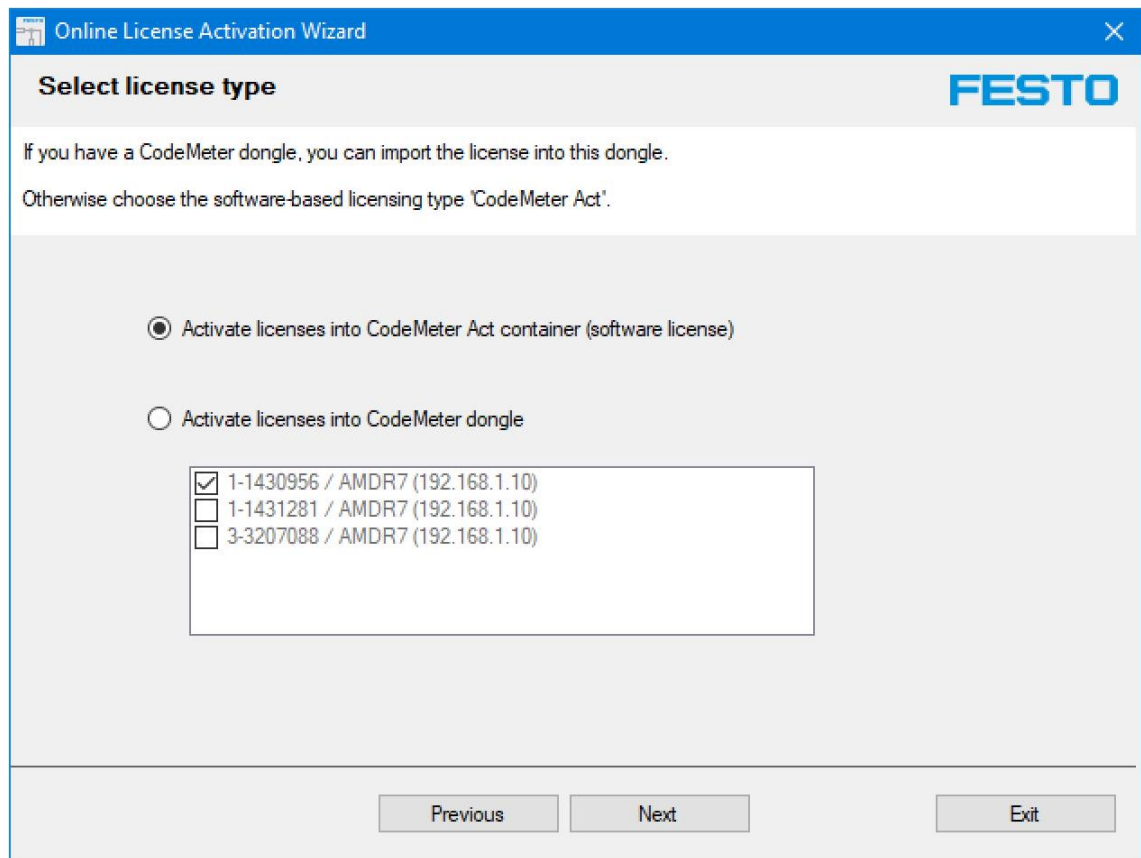 Online License Activation Wizard
Select license type
FESTO
If you have a CodeMeter dongle, you can import the license into this dongle.
Otherwise choose the software-based licensing type 'CodeMeter Act'.
Activate licenses into CodeMeter Act container (software license)
Activate licenses into CodeMeter dongle
1-1430956 / AMDR7 (192.168.1.10)
1-1431281 / AMDR7 (192.168.1.10)
3-3207088 / AMDR7 (192.168.1.10)
Previous Next Exit